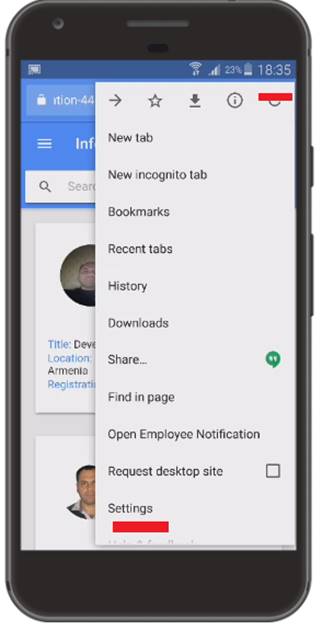 23% 18:35
ition-44
Inf
Sear
New tab
New incognito tab
Bookmarks
Recent tabs
History
Downloads
Title: Deve
Share...
Location:
Armenia
Registrati
Find in page
Open Employee Notification
Request desktop site
Settings